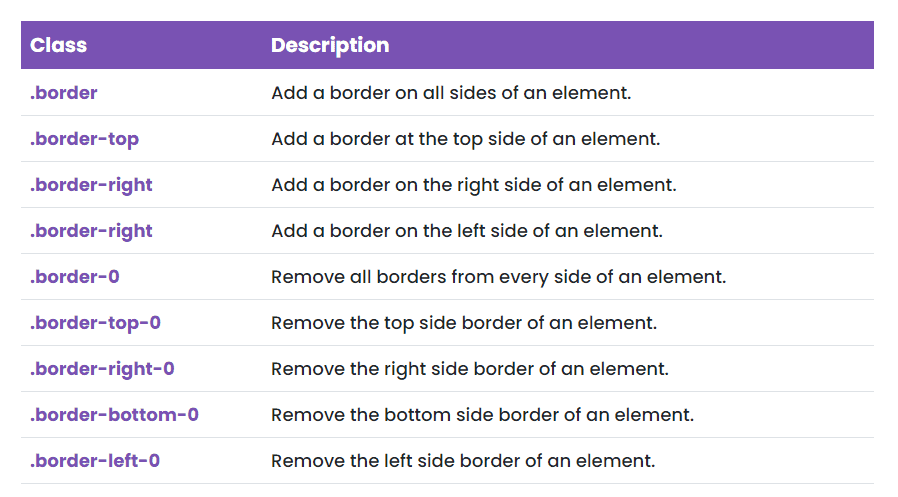 Class Description
.border Add a border on all sides of an element.
.border-top Add a border at the top side of an element.
.border-right Add a border on the right side of an element.
.border-right Add a border on the left side of an element.
.border-0 Remove all borders from every side of an element.
.border-top-0 Remove the top side border of an element.
.border-right-0 Remove the right side border of an element.
.border-bottom-0 Remove the bottom side border of an element.
.border-left-0 Remove the left side border of an element.